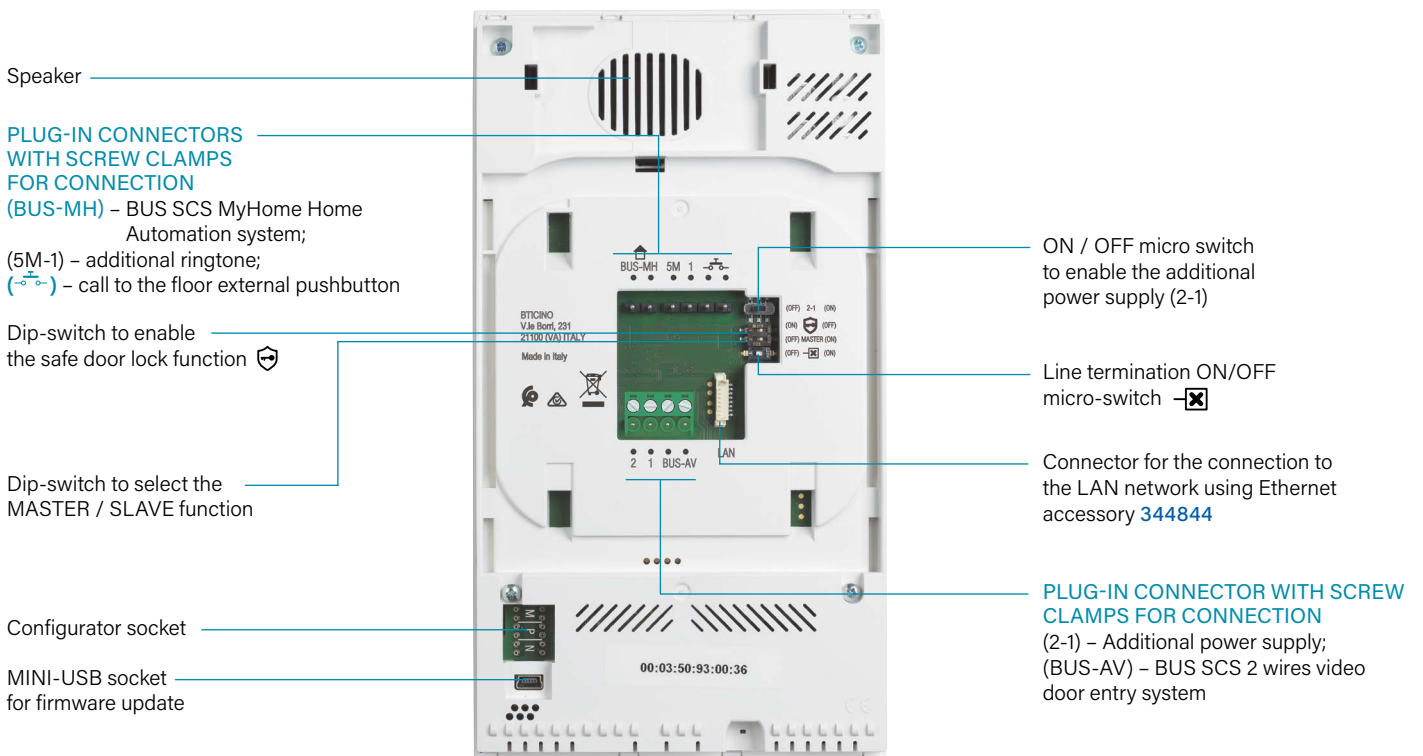 Speaker
PLUG-IN CONNECTORS
WITH SCREW CLAMPS
FOR CONNECTION
(BUS-MH) – BUS SCS MyHome Home
Automation system;
(5M-1) – additional ringtone;
( ) – call to the floor external pushbutton
Dip-switch to enable
the safe door lock function
Dip-switch to select the
MASTER / SLAVE function
Configurator socket
MINI-USB socket
for firmware update
BUS-MH 5M 1
BTICINO
V.le Borri, 231
21100 (VA) ITALY
Made in Italy
(OFF) 2-1 (ON)
(ON) (OFF)
(OFF) MASTER (ON)
(OFF) (ON)
2 1 BUS-AV LAN
M P N
00:03:50:93:00:36
CE
ON / OFF micro switch
to enable the additional
power supply (2-1)
Line termination ON/OFF
micro-switch
Connector for the connection to
the LAN network using Ethernet
accessory 344844
PLUG-IN CONNECTOR WITH SCREW
CLAMPS FOR CONNECTION
(2-1) – Additional power supply;
(BUS-AV) – BUS SCS 2 wires video
door entry system